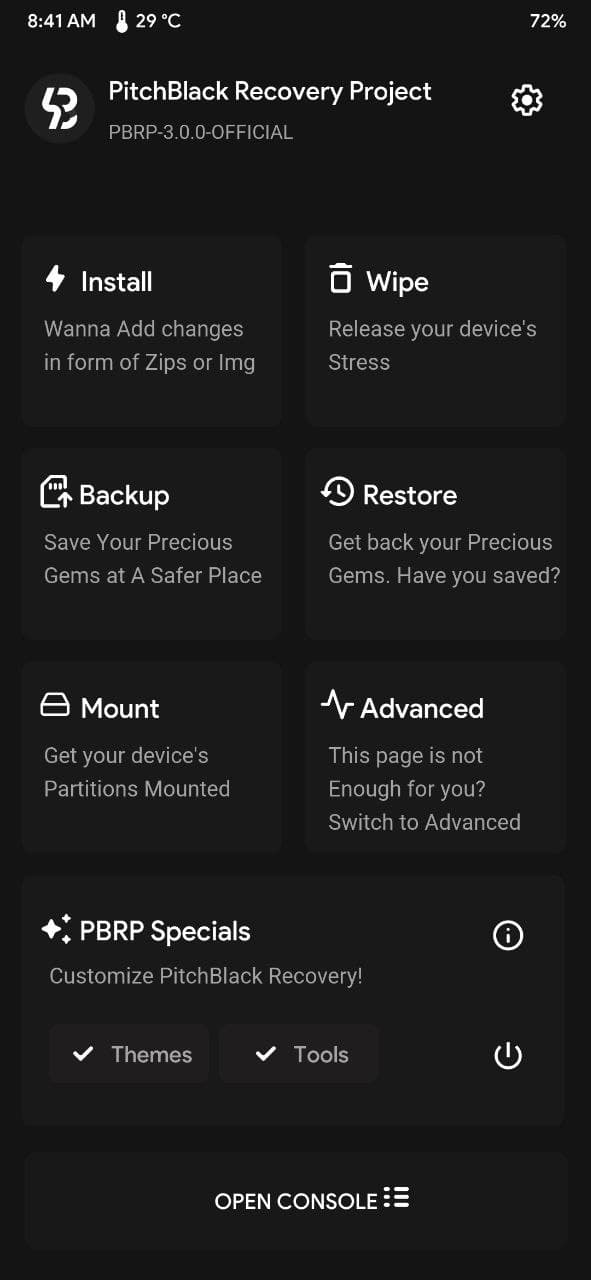 8:41 AM 29 °C 72%
PitchBlack Recovery Project
PBRP-3.0.0-OFFICIAL
Install
Wanna Add changes
in form of Zips or Img
Wipe
Release your device's
Stress
Backup
Save Your Precious
Gems at A Safer Place
Restore
Get back your Precious
Gems. Have you saved?
Mount
Get your device's
Partitions Mounted
Advanced
This page is not
Enough for you?
Switch to Advanced
PBRP Specials
Customize PitchBlack Recovery!
Themes
Tools
OPEN CONSOLE